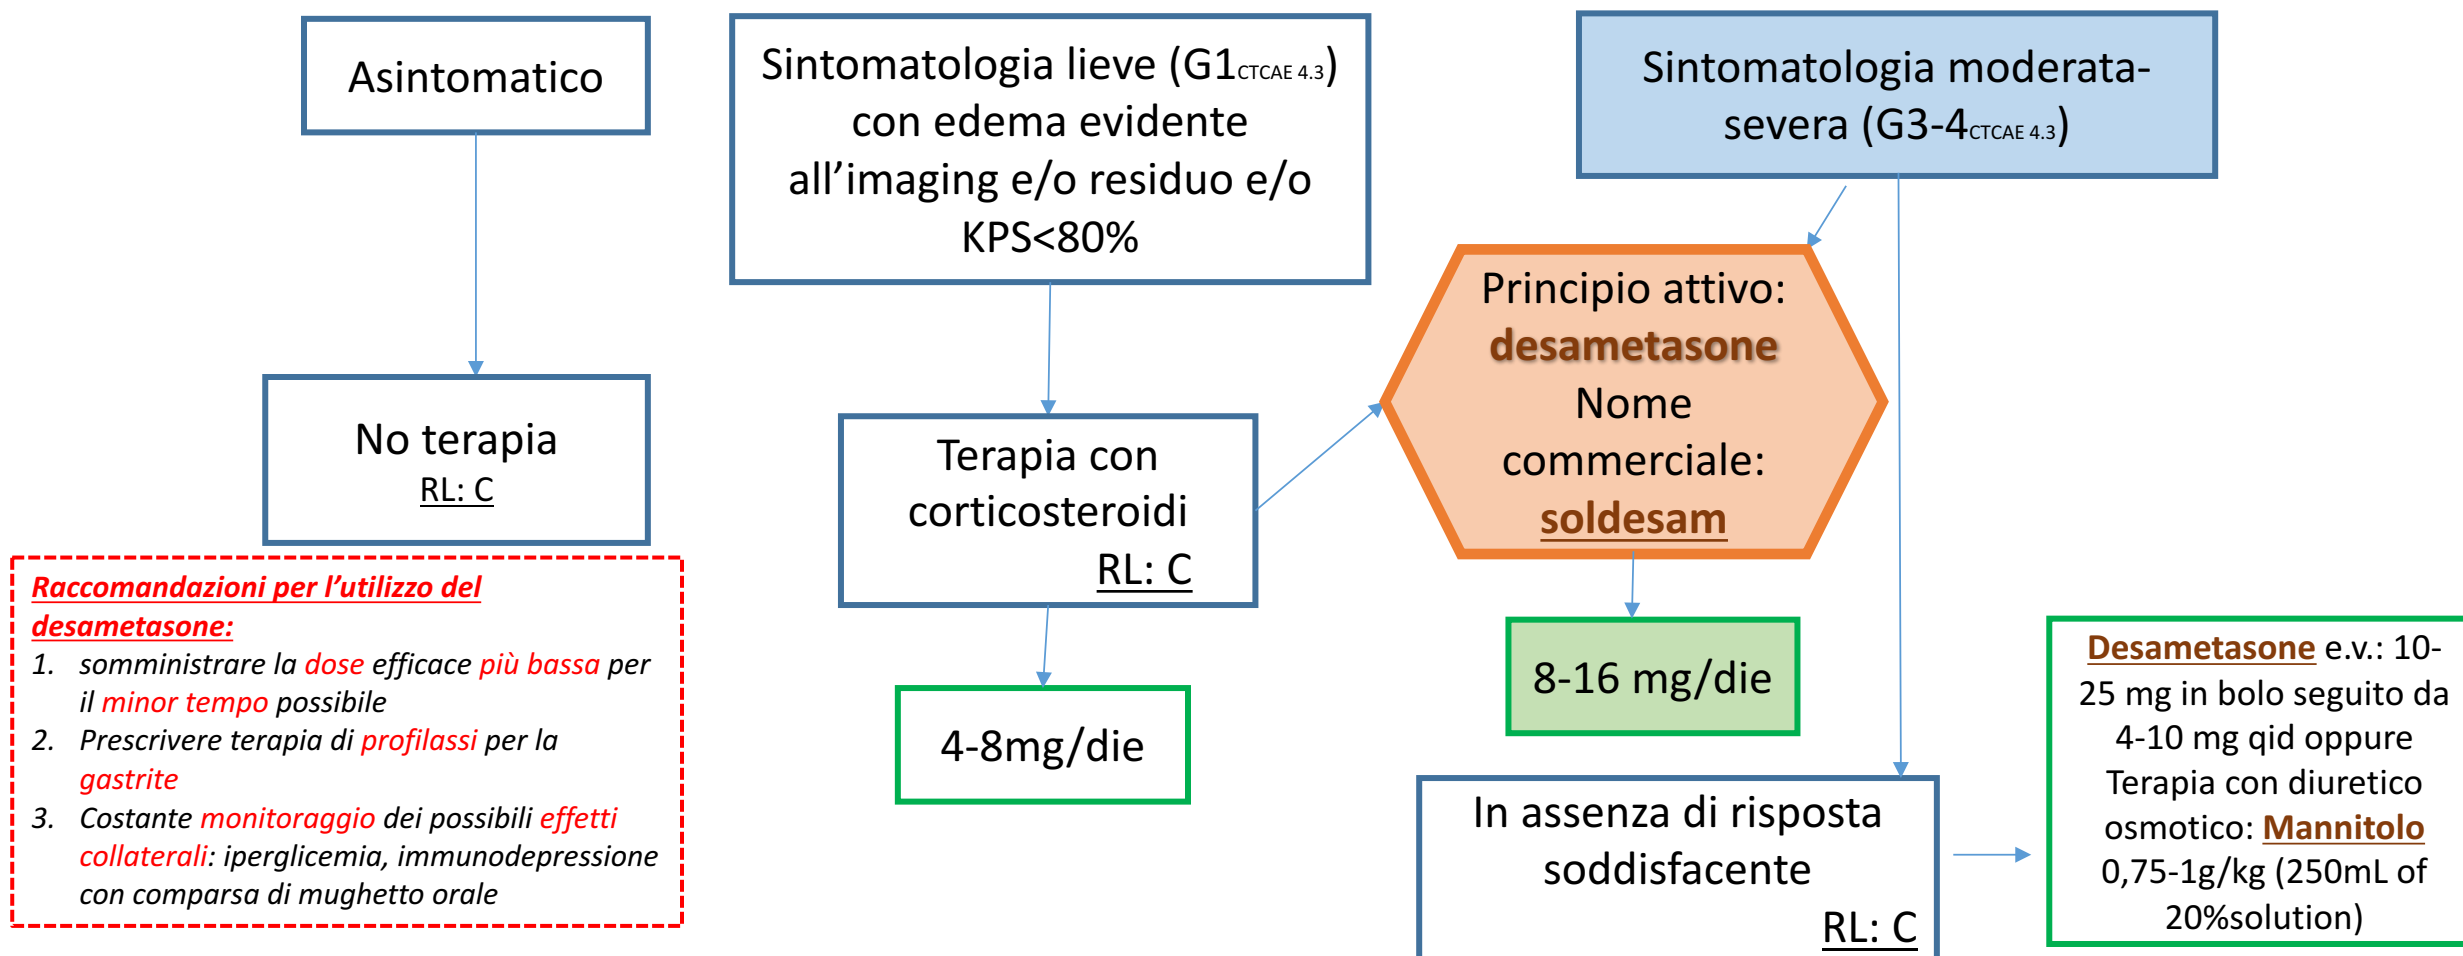 Asintomatico
No terapia
RL: C
Sintomatologia lieve (G1CTCAE 4.3)
con edema evidente
all’imaging e/o residuo e/o
KPS<80%
Terapia con
corticosteroidi
RL: C
4-8mg/die
Sintomatologia moderata-
severa (G3-4CTCAE 4.3)
Principio attivo:
desametasone
Nome
commerciale:
soldesam
8-16 mg/die
In assenza di risposta
soddisfacente
RL: C
Desametasone e.v.: 10-
25 mg in bolo seguito da
4-10 mg qid oppure
Terapia con diuretico
osmotico: Mannitolo
0,75-1g/kg (250mL of
20%solution)
Raccomandazioni per l’utilizzo del
desametasone:
1. somministrare la dose efficace più bassa per
il minor tempo possibile
2. Prescrivere terapia di profilassi per la
gastrite
3. Costante monitoraggio dei possibili effetti
collaterali: iperglicemia, immunodepressione
con comparsa di mughetto orale